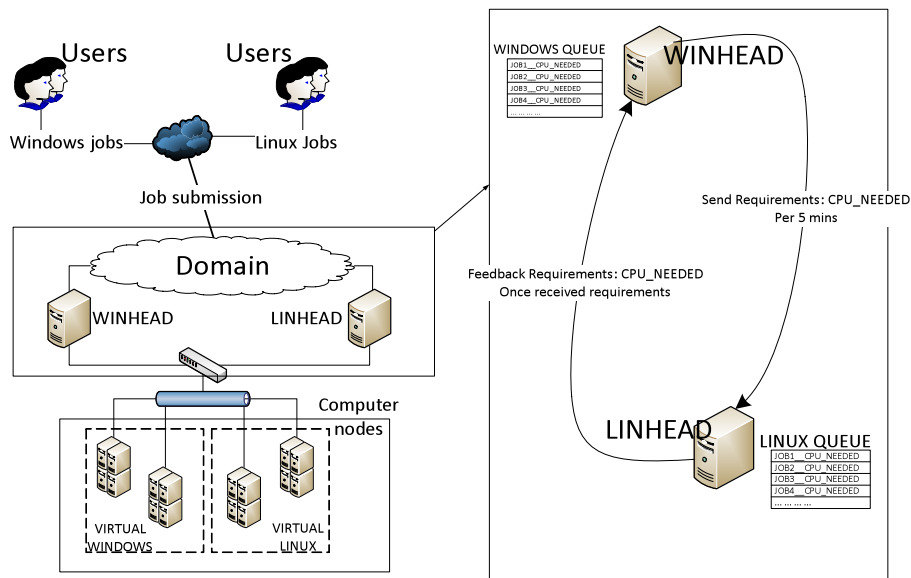 Users
Users
Windows jobs
Linux Jobs
Job submission
Domain
WINHEAD
LINHEAD
Computer
nodes
VIRTUAL
WINDOWS
VIRTUAL
LINUX
WINDOWS QUEUE
JOB1__CPU_NEEDED
JOB2__CPU_NEEDED
JOB3__CPU_NEEDED
JOB4__CPU_NEEDED
... ... ... ...
WINHEAD
Send Requirements: CPU_NEEDED
Per 5 mins
Feedback Requirements: CPU_NEEDED
Once received requirements
LINHEAD
LINUX QUEUE
JOB1__CPU_NEEDED
JOB2__CPU_NEEDED
JOB3__CPU_NEEDED
JOB4__CPU_NEEDED
... ... ... ...